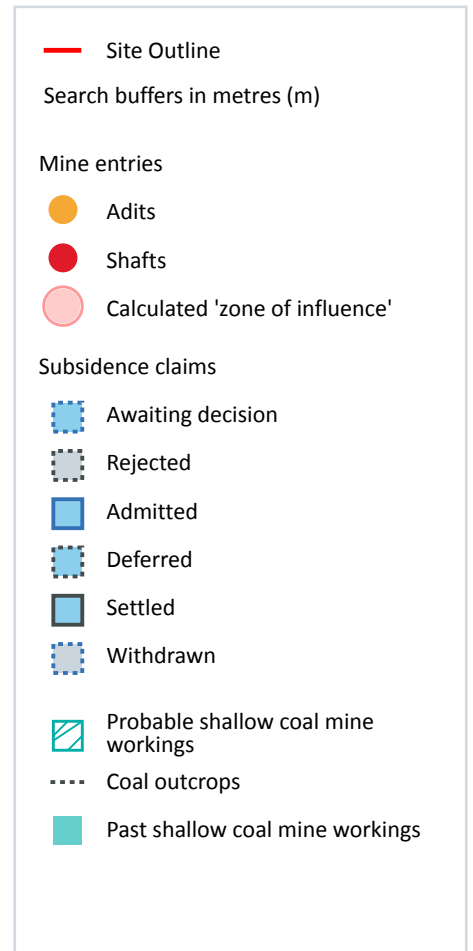 Site Outline
Search buffers in metres (m)
Mine entries
Adits
Shafts
Calculated 'zone of influence'
Subsidence claims
Awaiting decision
Rejected
Admitted
Deferred
Settled
Withdrawn
Probable shallow coal mine
workings
Coal outcrops
Past shallow coal mine workings